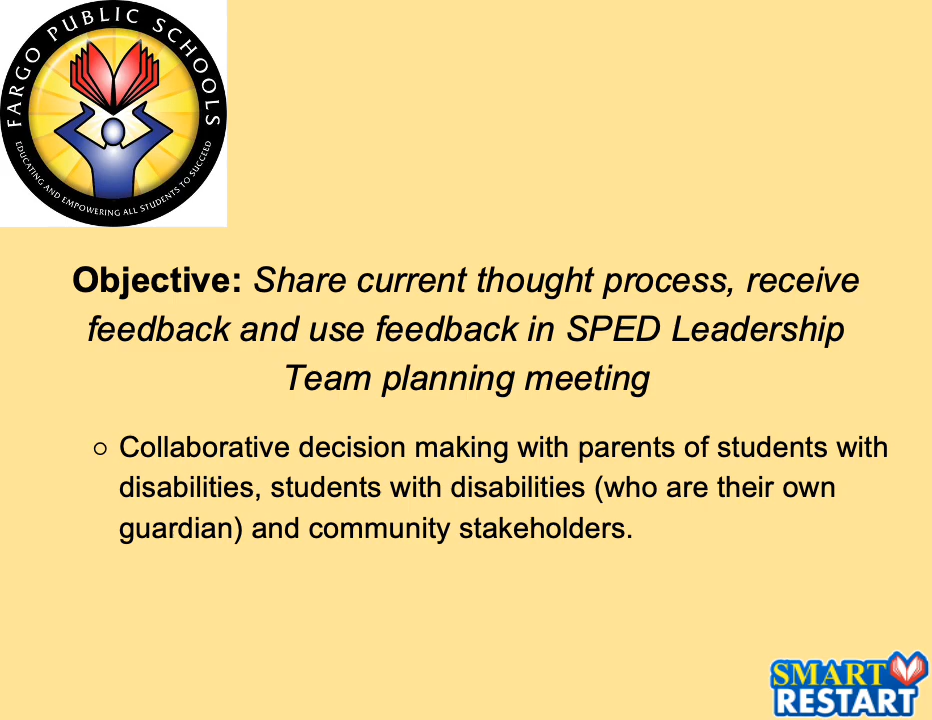 FARGO PUBLIC SCHOOLS
EDUCATING AND EMPOWERING ALL STUDENTS TO SUCCEED
Objective: Share current thought process, receive
feedback and use feedback in SPED Leadership
Team planning meeting
○ Collaborative decision making with parents of students with
disabilities, students with disabilities (who are their own
guardian) and community stakeholders.
SMART
RESTART